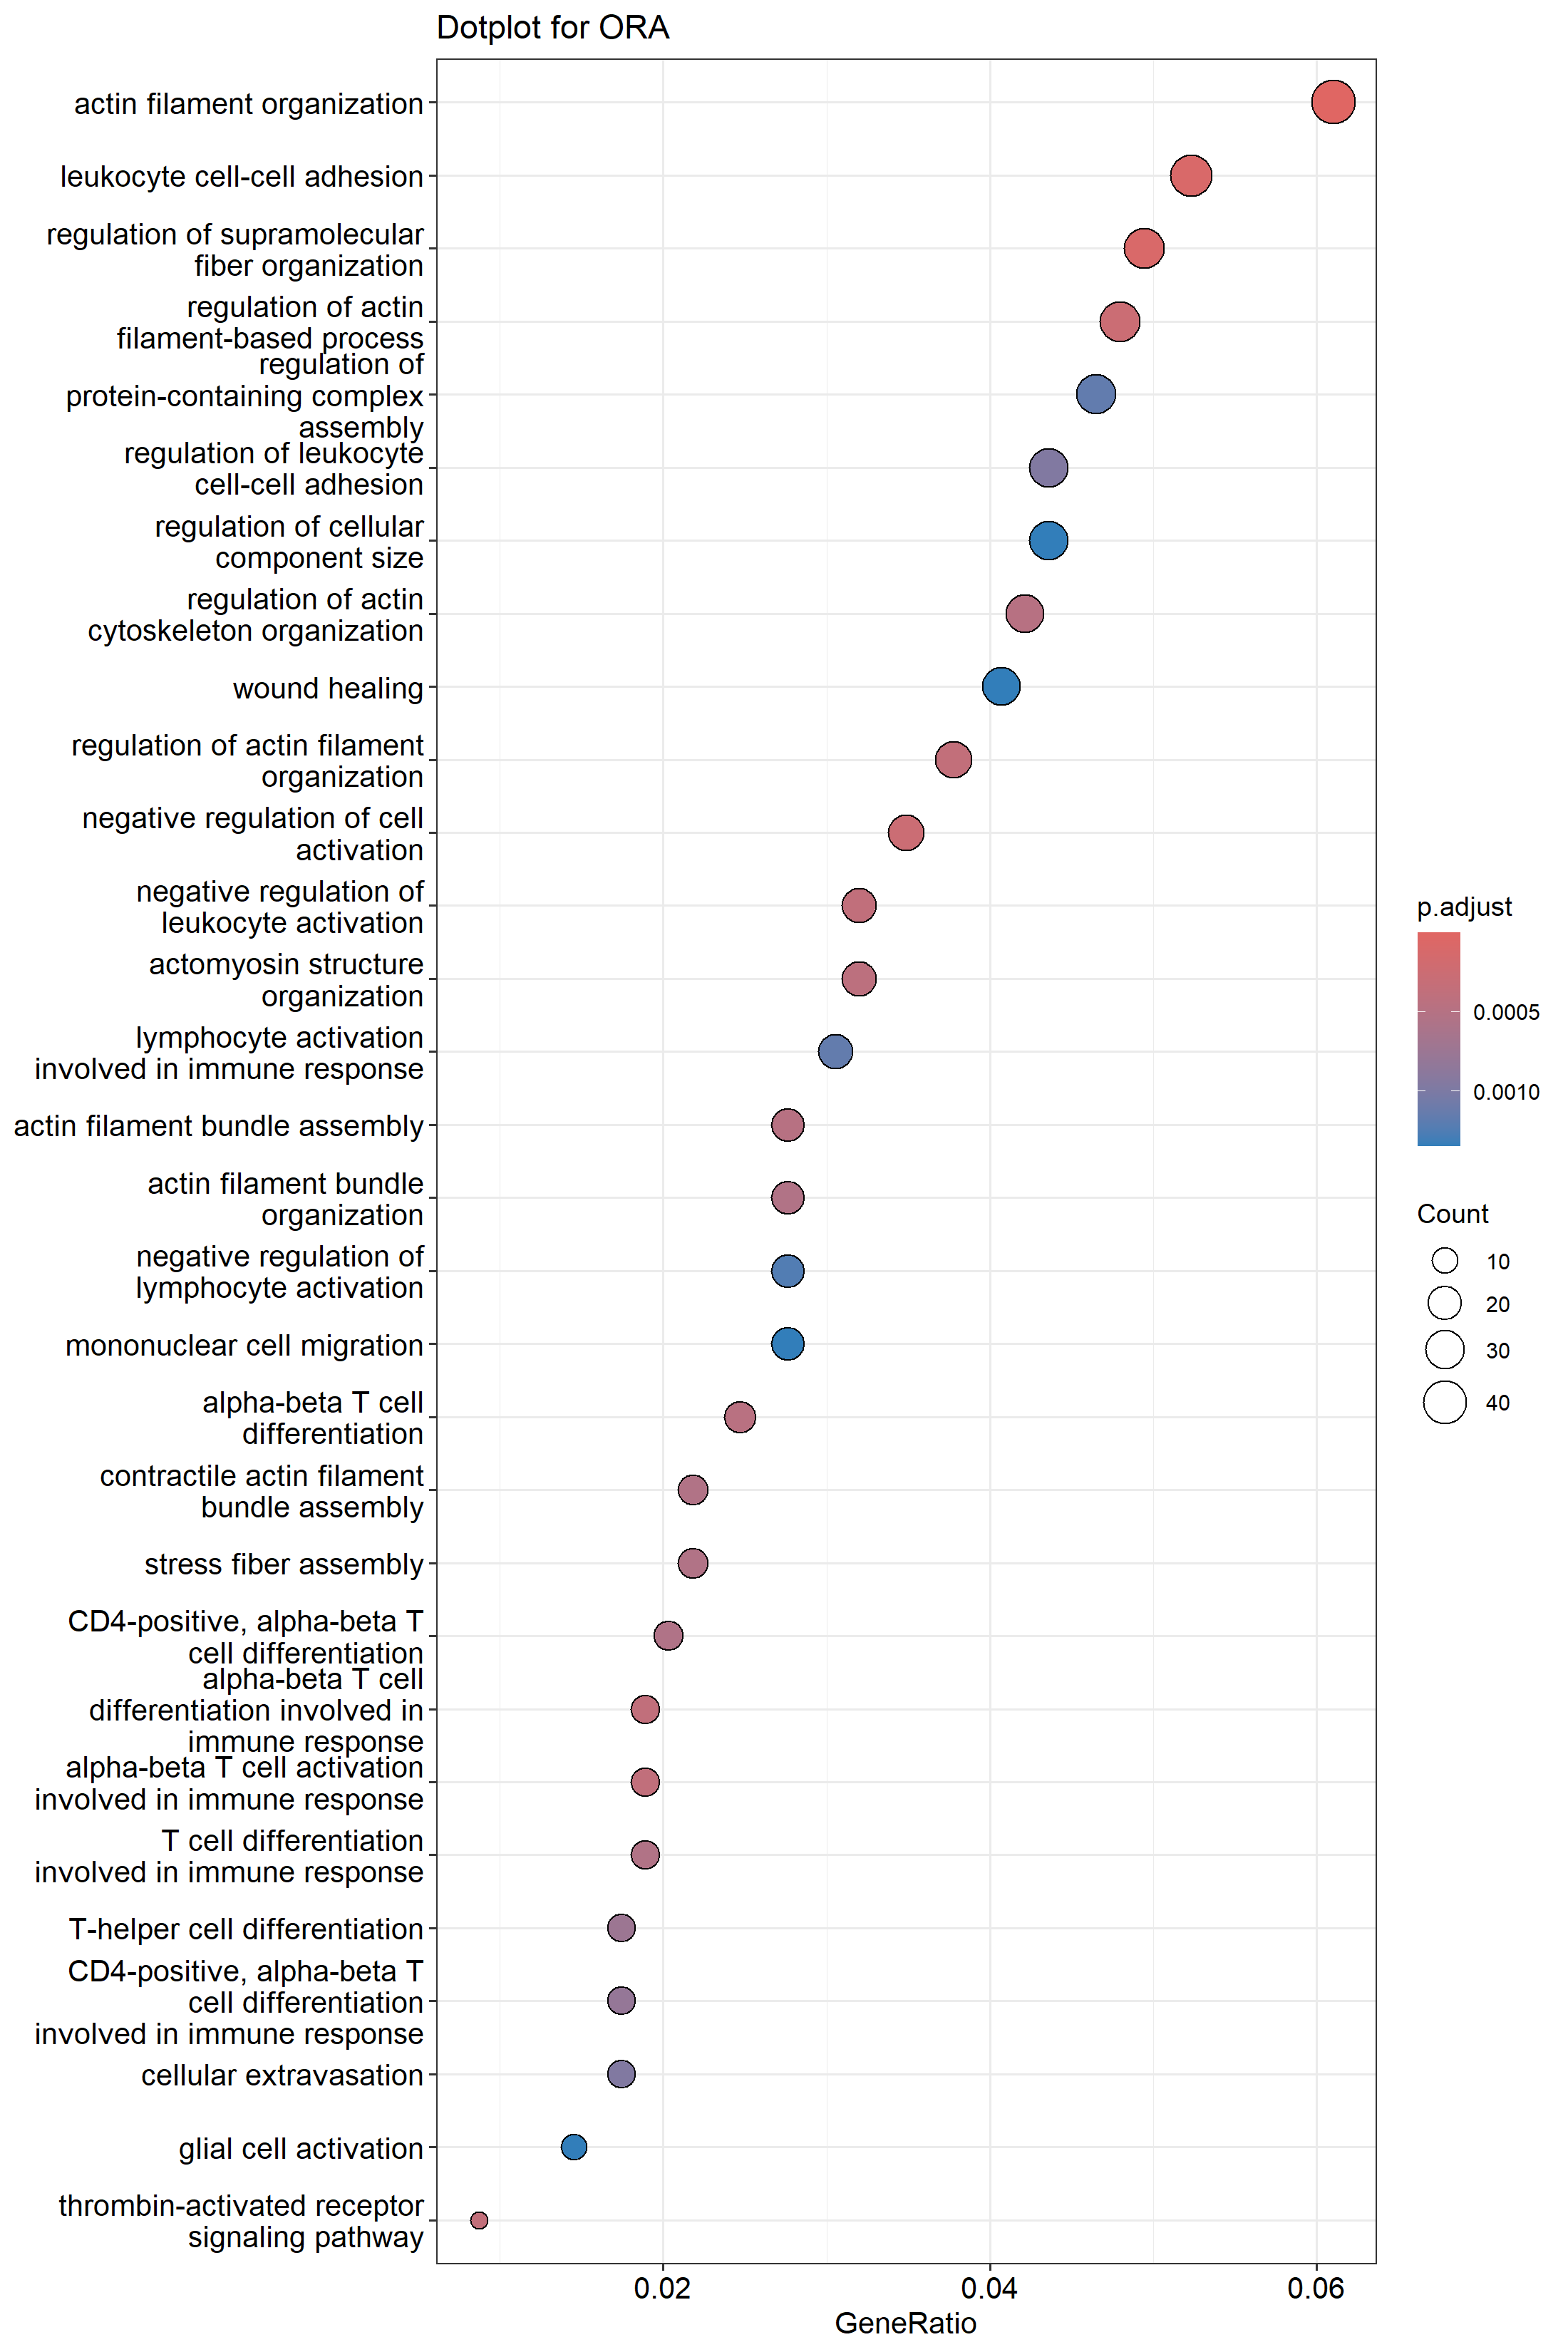 Dotplot for ORA
actin filament organization
leukocyte cell-cell adhesion
regulation of supramolecular
fiber organization
regulation of actin
filament-based process
regulation of
protein-containing complex
assembly
regulation of leukocyte
cell-cell adhesion
regulation of cellular
component size
regulation of actin
cytoskeleton organization
wound healing
regulation of actin filament
organization
negative regulation of cell
activation
negative regulation of
leukocyte activation
actomyosin structure
organization
lymphocyte activation
involved in immune response
actin filament bundle assembly
actin filament bundle
organization
negative regulation of
lymphocyte activation
mononuclear cell migration
alpha-beta T cell
differentiation
contractile actin filament
bundle assembly
stress fiber assembly
CD4-positive, alpha-beta T
cell differentiation
alpha-beta T cell
differentiation involved in
immune response
alpha-beta T cell activation
involved in immune response
T cell differentiation
involved in immune response
T-helper cell differentiation
CD4-positive, alpha-beta T
cell differentiation
involved in immune response
cellular extravasation
glial cell activation
thrombin-activated receptor
signaling pathway
0.02
0.04
0.06
GeneRatio
p.adjust
0.0005
0.0010
Count
10
20
30
40